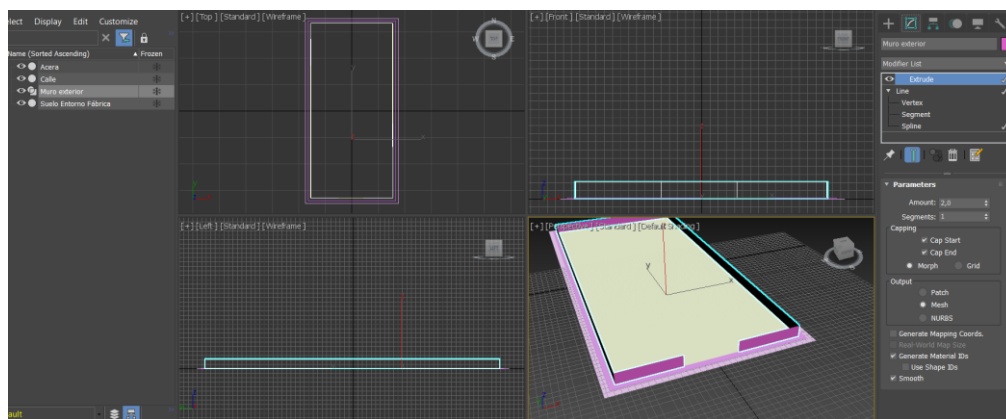 elect Display Edit Customize
Name (Sorted Ascending) ▲ Frozen
Acera
Calle
Muro exterior
Suelo Entorno Fábrica
ault
[+] [Top] [Standard] [Wireframe]
[+] [Front] [Standard] [Wireframe]
[+] [Left] [Standard] [Wireframe]
[+] [Perspective] [Standard] [Default Shading]
Muro exterior
Modifier List
Extrude
Line
Vertex
Segment
Spline
Parameters
Amount: 2,0
Segments: 1
Capping
Cap Start
Cap End
Morph Grid
Output
Patch
Mesh
NURBS
Generate Mapping Coords.
Real-World Map Size
Generate Material IDs
Use Shape IDs
Smooth